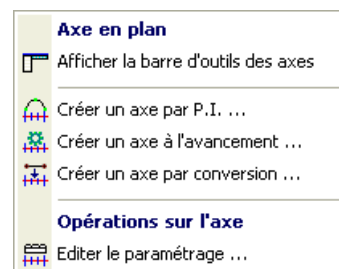 Axe en plan
Afficher la barre d'outils des axes
Créer un axe par P.I. ...
Créer un axe à l'avancement ...
Créer un axe par conversion ...
Opérations sur l'axe
Editer le paramétrage ...